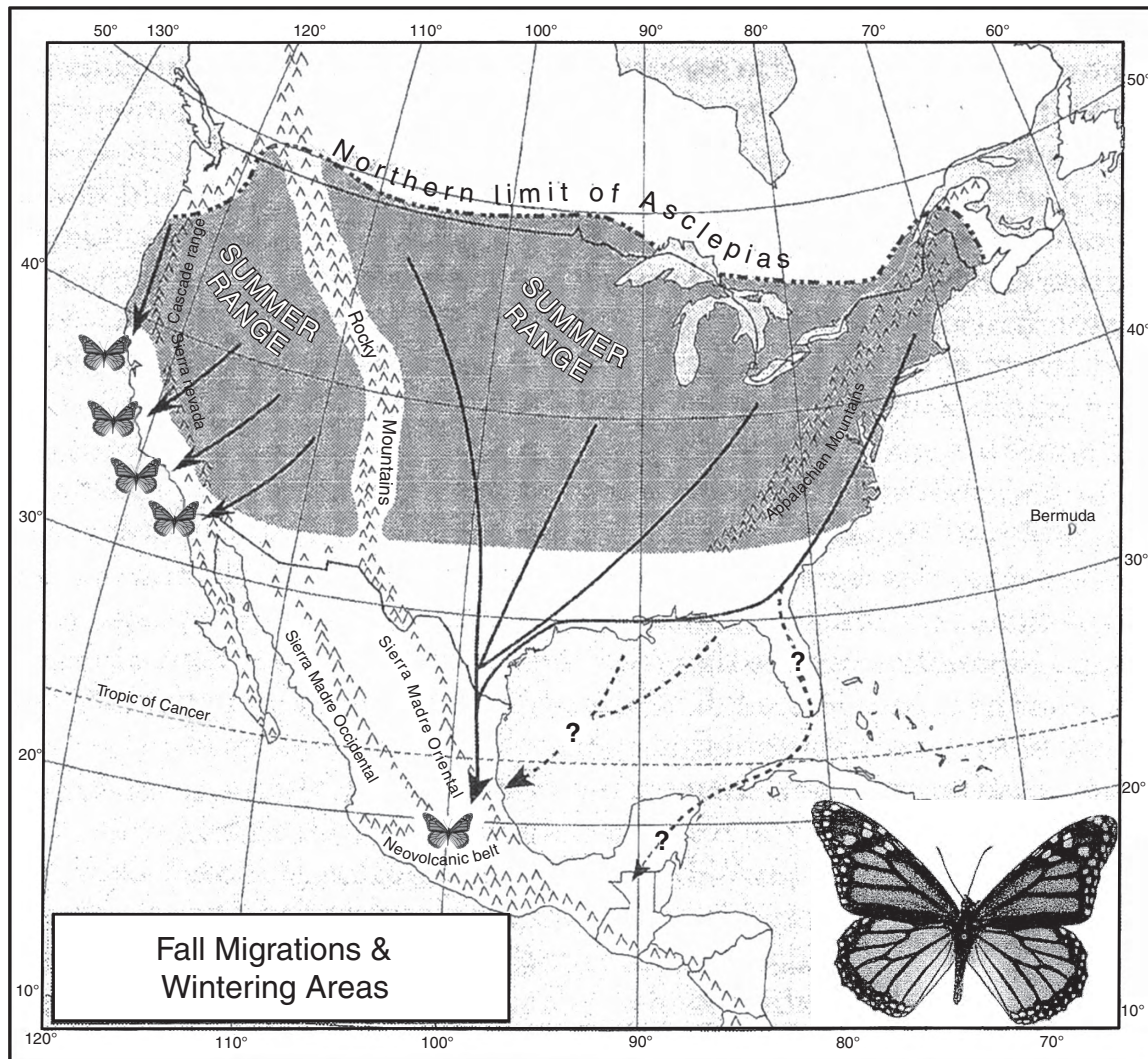 50° 130° 120° 110° 100° 90° 80° 70° 60°
50°
Northern limit of Asclepias
40°
SUMMER
RANGE
SUMMER
RANGE
Cascade range
Sierra nevada
Rocky
Mountains
Appalachian Mountains
40°
30°
Bermuda
30°
?
Sierra Madre Occidental
Sierra Madre Oriental
Tropic of Cancer
?
20°
20°
?
Neovolcanic belt
Fall Migrations &
Wintering Areas
10°
10°
120° 110° 100° 90° 80° 70°